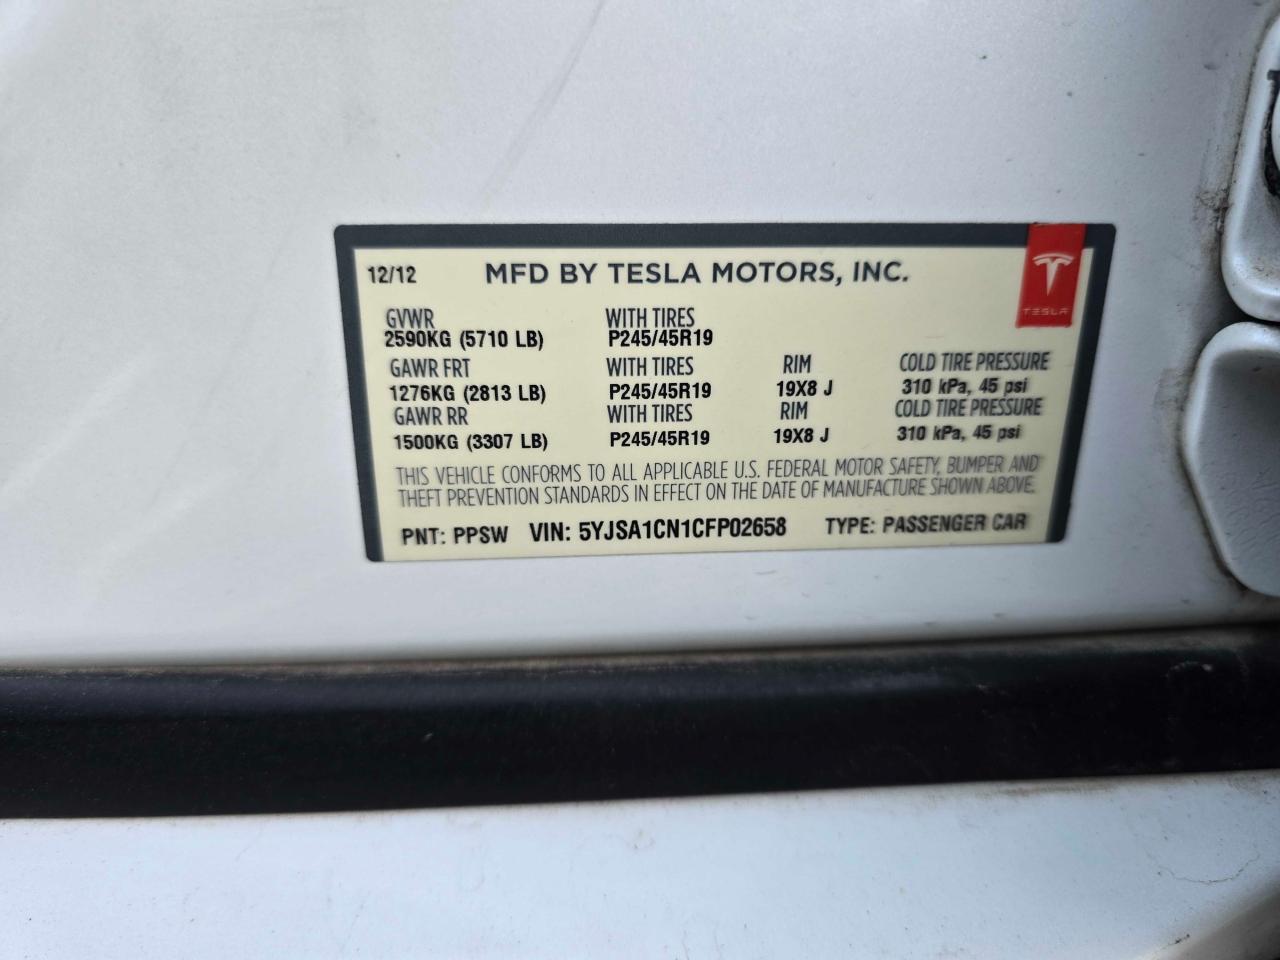 12/12 MFD BY TESLA MOTORS, INC.
TESLA
GVWR WITH TIRES
2590KG (5710 LB) P245/45R19
GAWR FRT WITH TIRES RIM COLD TIRE PRESSURE
1276KG (2813 LB) P245/45R19 19X8 J 310 kPa, 45 psi
GAWR RR WITH TIRES RIM COLD TIRE PRESSURE
1500KG (3307 LB) P245/45R19 19X8 J 310 kPa, 45 psi
THIS VEHICLE CONFORMS TO ALL APPLICABLE U.S. FEDERAL MOTOR SAFETY, BUMPER AND
THEFT PREVENTION STANDARDS IN EFFECT ON THE DATE OF MANUFACTURE SHOWN ABOVE.
PNT: PPSW VIN: 5YJSA1CN1CFP02658 TYPE: PASSENGER CAR